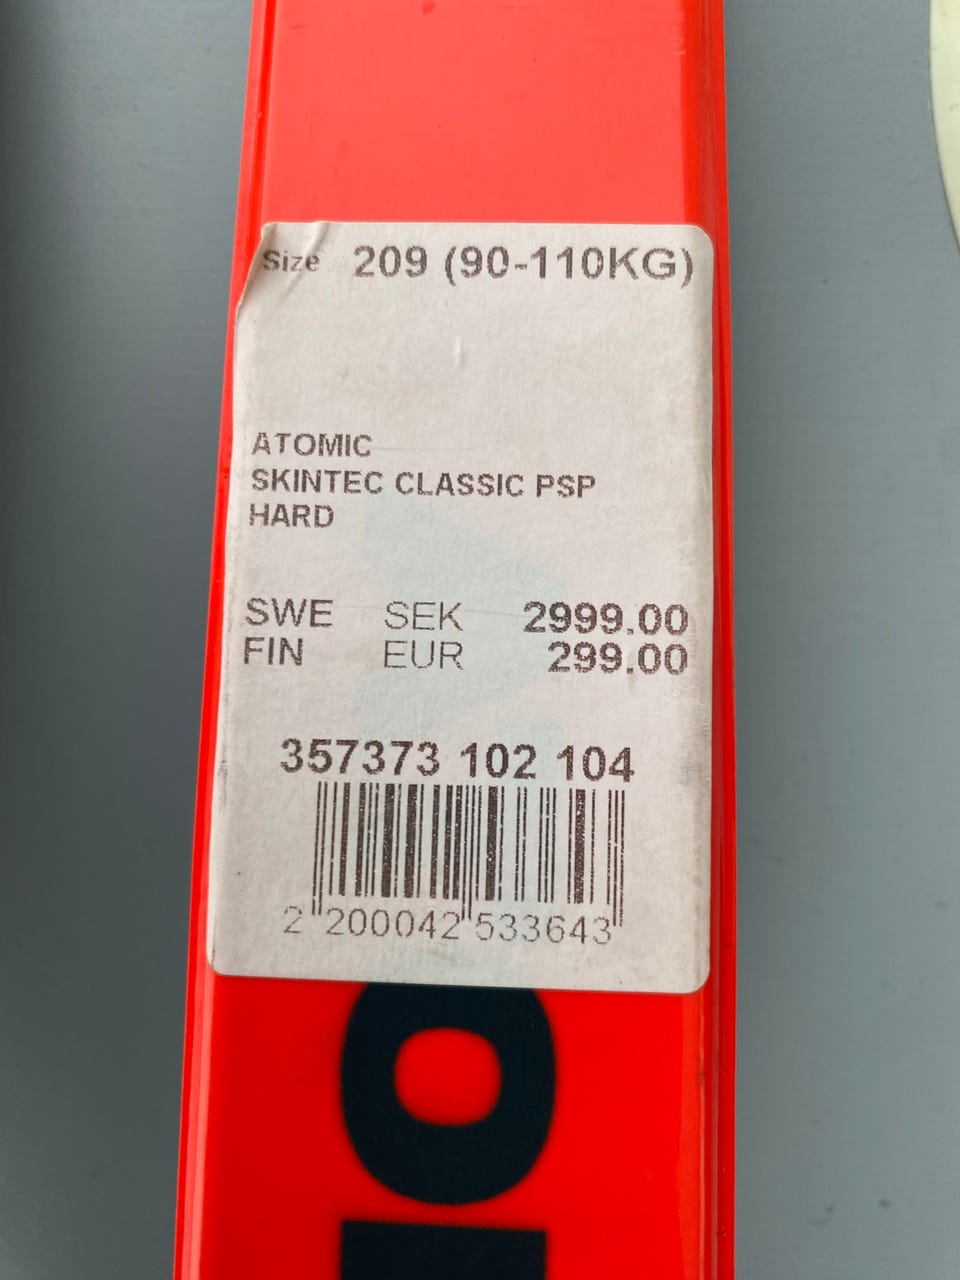 Size 209 (90-110KG)
ATOMIC
SKINTEC CLASSIC PSP
HARD
SWE SEK 2999.00
FIN EUR 299.00
357373 102 104
2 200042 533643